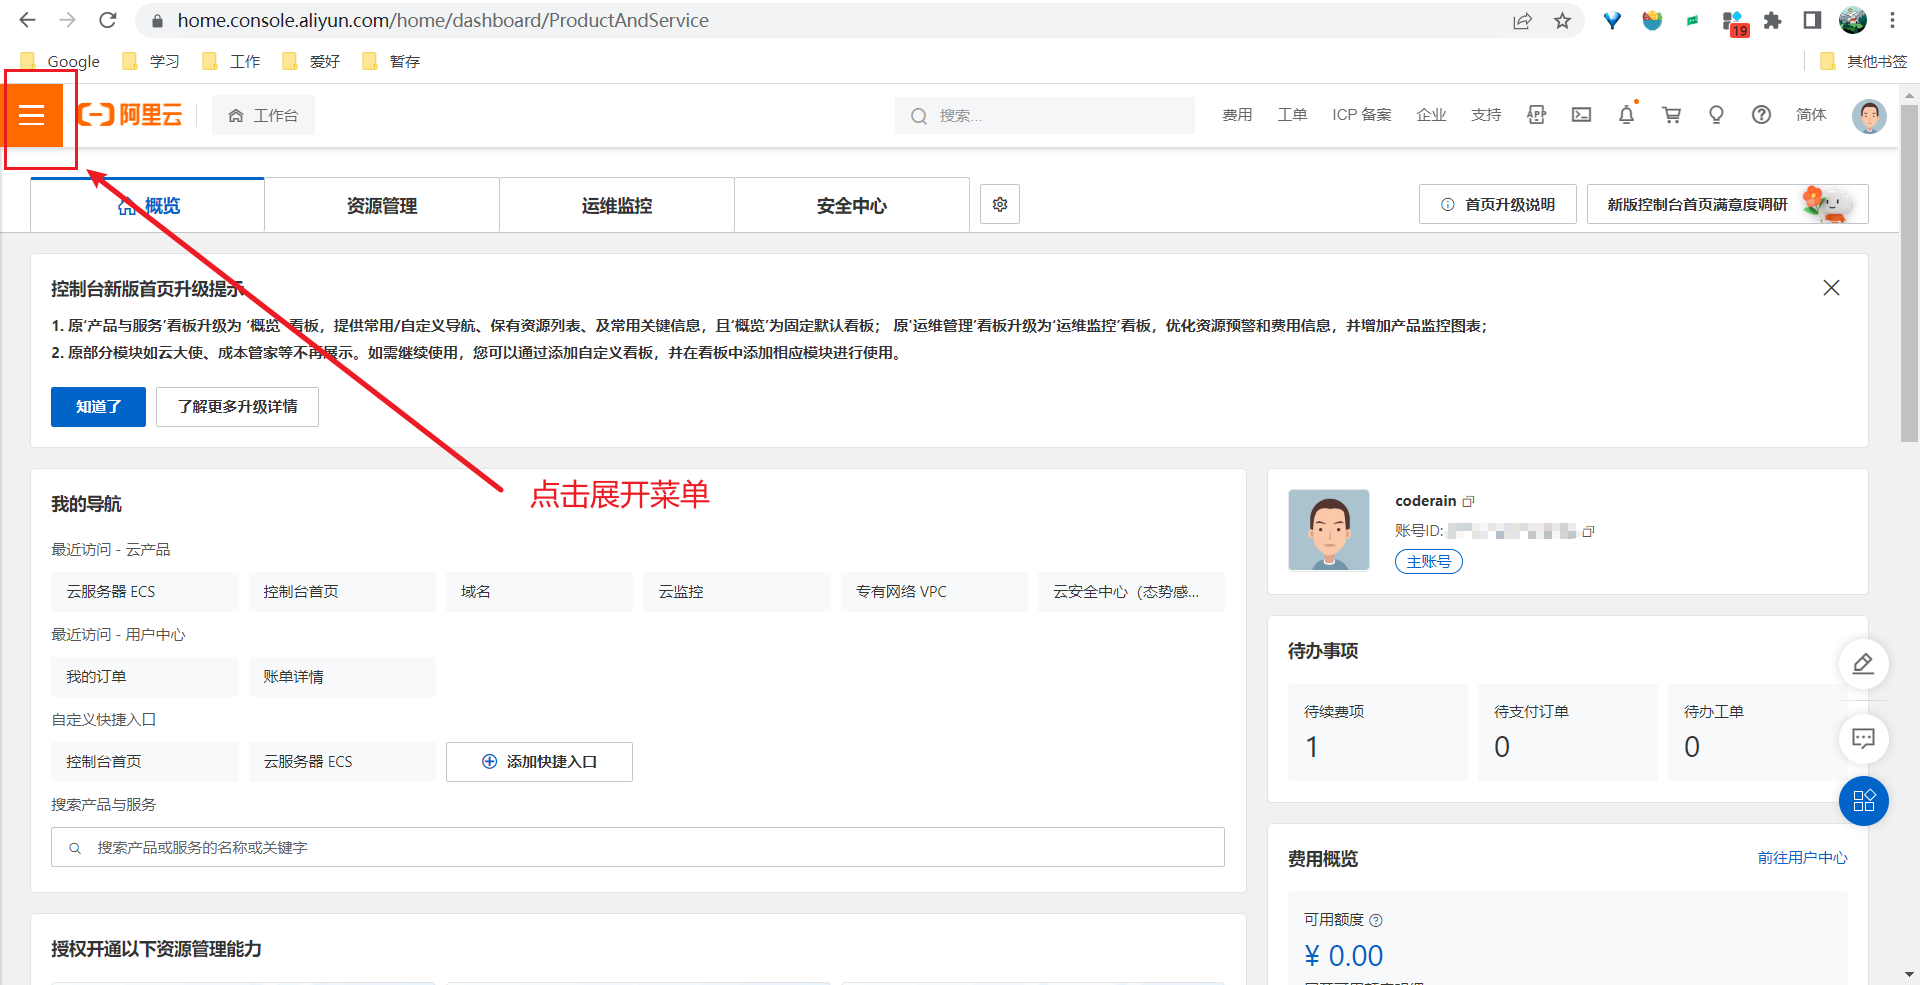 home.console.aliyun.com/home/dashboard/ProductAndService
19
Google
学习
工作
爱好
暂存
其他书签
阿里云
工作台
搜索...
费用
工单
ICP 备案
企业
支持
APP
简体
概览
资源管理
运维监控
安全中心
首页升级说明
新版控制台首页满意度调研
控制台新版首页升级提示
1. 原'产品与服务'看板升级为 '概览' 看板，提供常用/自定义导航、保有资源列表、及常用关键信息，且'概览'为固定默认看板； 原'运维管理'看板升级为'运维监控'看板，优化资源预警和费用信息，并增加产品监控图表；
2. 原部分模块如云大使、成本管家等不再展示。如需继续使用，您可以通过添加自定义看板，并在看板中添加相应模块进行使用。
知道了
了解更多升级详情
点击展开菜单
我的导航
最近访问 - 云产品
云服务器 ECS
控制台首页
域名
云监控
专有网络 VPC
云安全中心（态势感...
最近访问 - 用户中心
我的订单
账单详情
自定义快捷入口
控制台首页
云服务器 ECS
添加快捷入口
搜索产品与服务
搜索产品或服务的名称或关键字
授权开通以下资源管理能力
coderain
账号ID:
主账号
待办事项
待续费项
1
待支付订单
0
待办工单
0
费用概览
前往用户中心
可用额度
¥ 0.00